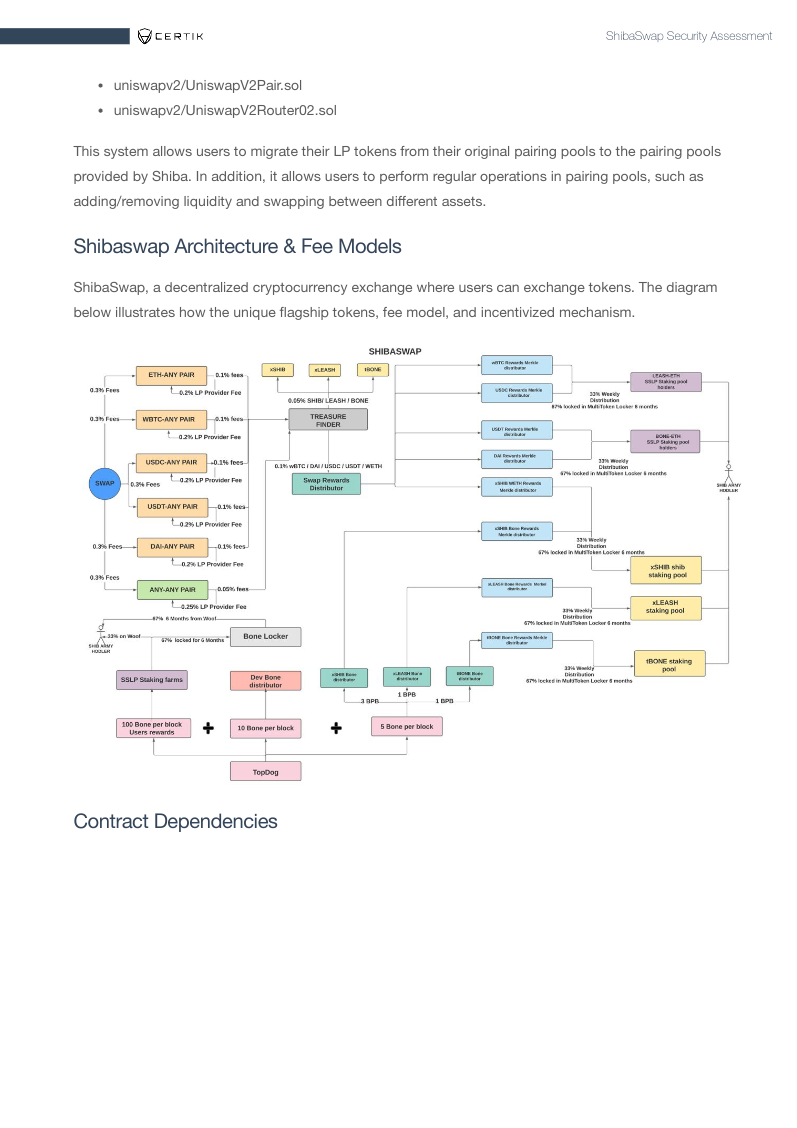 CERTIK
ShibaSwap Security Assessment
• uniswapv2/UniswapV2Pair.sol
• uniswapv2/UniswapV2Router02.sol
This system allows users to migrate their LP tokens from their original pairing pools to the pairing pools
provided by Shiba. In addition, it allows users to perform regular operations in pairing pools, such as
adding/removing liquidity and swapping between different assets.
Shibaswap Architecture & Fee Models
ShibaSwap, a decentralized cryptocurrency exchange where users can exchange tokens. The diagram
below illustrates how the unique flagship tokens, fee model, and incentivized mechanism.
SHIBASWAP
SWAP
0.3% Fees
ETH-ANY PAIR
0.1% fees
0.2% LP Provider Fee
0.3% Fees
WBTC-ANY PAIR
0.1% fees
0.2% LP Provider Fee
0.3% Fees
USDC-ANY PAIR
0.1% fees
0.2% LP Provider Fee
USDT-ANY PAIR
0.1% fees
0.2% LP Provider Fee
0.3% Fees
DAI-ANY PAIR
0.1% fees
0.2% LP Provider Fee
0.3% Fees
ANY-ANY PAIR
0.05% fees
0.25% LP Provider Fee
xSHIB
xLEASH
tBONE
0.05% SHIB/ LEASH / BONE
TREASURE
FINDER
0.1% wBTC / DAI / USDC / USDT / WETH
Swap Rewards
Distributor
wBTC Rewards Merkle
distributor
USDC Rewards Merkle
distributor
33% Weekly
Distribution
67% locked in MultiToken Locker 6 months
LEASH-ETH
SSLP Staking pool
holders
USDT Rewards Merkle
distributor
DAI Rewards Merkle
distributor
33% Weekly
Distribution
67% locked in MultiToken Locker 6 months
BONE-ETH
SSLP Staking pool
holders
SHIB ARMY
HODLER
xSHIB WETH Rewards
Merkle distributor
xSHIB Bone Rewards
Merkle distributor
33% Weekly
Distribution
67% locked in MultiToken Locker 6 months
xSHIB shib
staking pool
xLEASH Bone Rewards Merkel
distributor
33% Weekly
Distribution
67% locked in MultiToken Locker 6 months
xLEASH
staking pool
tBONE Bone Rewards Merkle
distributor
33% Weekly
Distribution
67% locked in MultiToken Locker 6 months
tBONE staking
pool
67% 6 Months from Woof
33% on Woof
67% locked for 6 Months
SHIB ARMY
HODLER
Bone Locker
SSLP Staking farms
Dev Bone
distributor
xSHIB Bone
distributor
xLEASH Bone
distributor
tBONE Bone
distributor
3 BPB
1 BPB
1 BPB
100 Bone per block
Users rewards
+
10 Bone per block
+
5 Bone per block
TopDog
Contract Dependencies